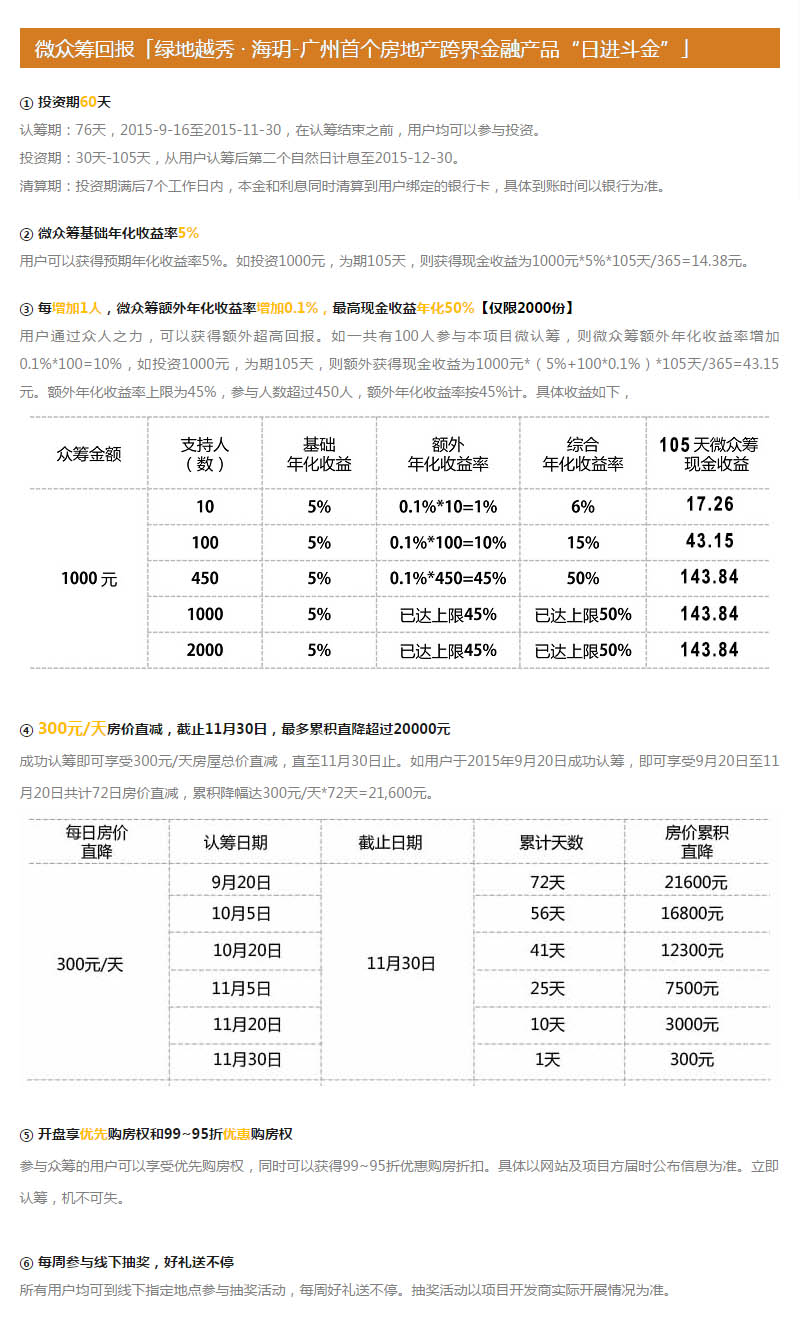 微众筹回报「绿地越秀·海玥-广州首个房地产跨界金融产品“日进斗金”」
① 投资期60天
认筹期：76天，2015-9-16至2015-11-30，在认筹结束之前，用户均可以参与投资。
投资期：30天-105天，从用户认筹后第二个自然日计息至2015-12-30。
清算期：投资期满后7个工作日内，本金和利息同时清算到用户绑定的银行卡，具体到账时间以银行为准。
② 微众筹基础年化收益率5%
用户可以获得预期年化收益率5%。如投资1000元，为期105天，则获得现金收益为1000元*5%*105天/365=14.38元。
③ 每增加1人，微众筹额外年化收益率增加0.1%，最高现金收益年化50%【仅限2000份】
用户通过众人之力，可以获得额外超高回报。如一共有100人参与本项目微认筹，则微众筹额外年化收益率增加
0.1%*100=10%，如投资1000元，为期105天，则额外获得现金收益为1000元*（5%+100*0.1%）*105天/365=43.15
元。额外年化收益率上限为45%，参与人数超过450人，额外年化收益率按45%计。具体收益如下，
众筹金额 支持人（数） 基础年化收益 额外年化收益率 综合年化收益率 105天微众筹现金收益
10 5% 0.1%*10=1% 6% 17.26
100 5% 0.1%*100=10% 15% 43.15
1000元 450 5% 0.1%*450=45% 50% 143.84
1000 5% 已达上限45% 已达上限50% 143.84
2000 5% 已达上限45% 已达上限50% 143.84
④ 300元/天房价直减，截止11月30日，最多累积直降超过20000元
成功认筹即可享受300元/天房屋总价直减，直至11月30日止。如用户于2015年9月20日成功认筹，即可享受9月20日至11
月20日共计72日房价直减，累积降幅达300元/天*72天=21,600元。
每日房价直降 认筹日期 截止日期 累计天数 房价累积直降
9月20日 72天 21600元
10月5日 56天 16800元
300元/天 10月20日 11月30日 41天 12300元
11月5日 25天 7500元
11月20日 10天 3000元
11月30日 1天 300元
⑤ 开盘享优先购房权和99~95折优惠购房权
参与众筹的用户可以享受优先购房权，同时可以获得99~95折优惠购房折扣。具体以网站及项目方届时公布信息为准。立即
认筹，机不可失。
⑥ 每周参与线下抽奖，好礼送不停
所有用户均可到线下指定地点参与抽奖活动，每周好礼送不停。抽奖活动以项目开发商实际开展情况为准。